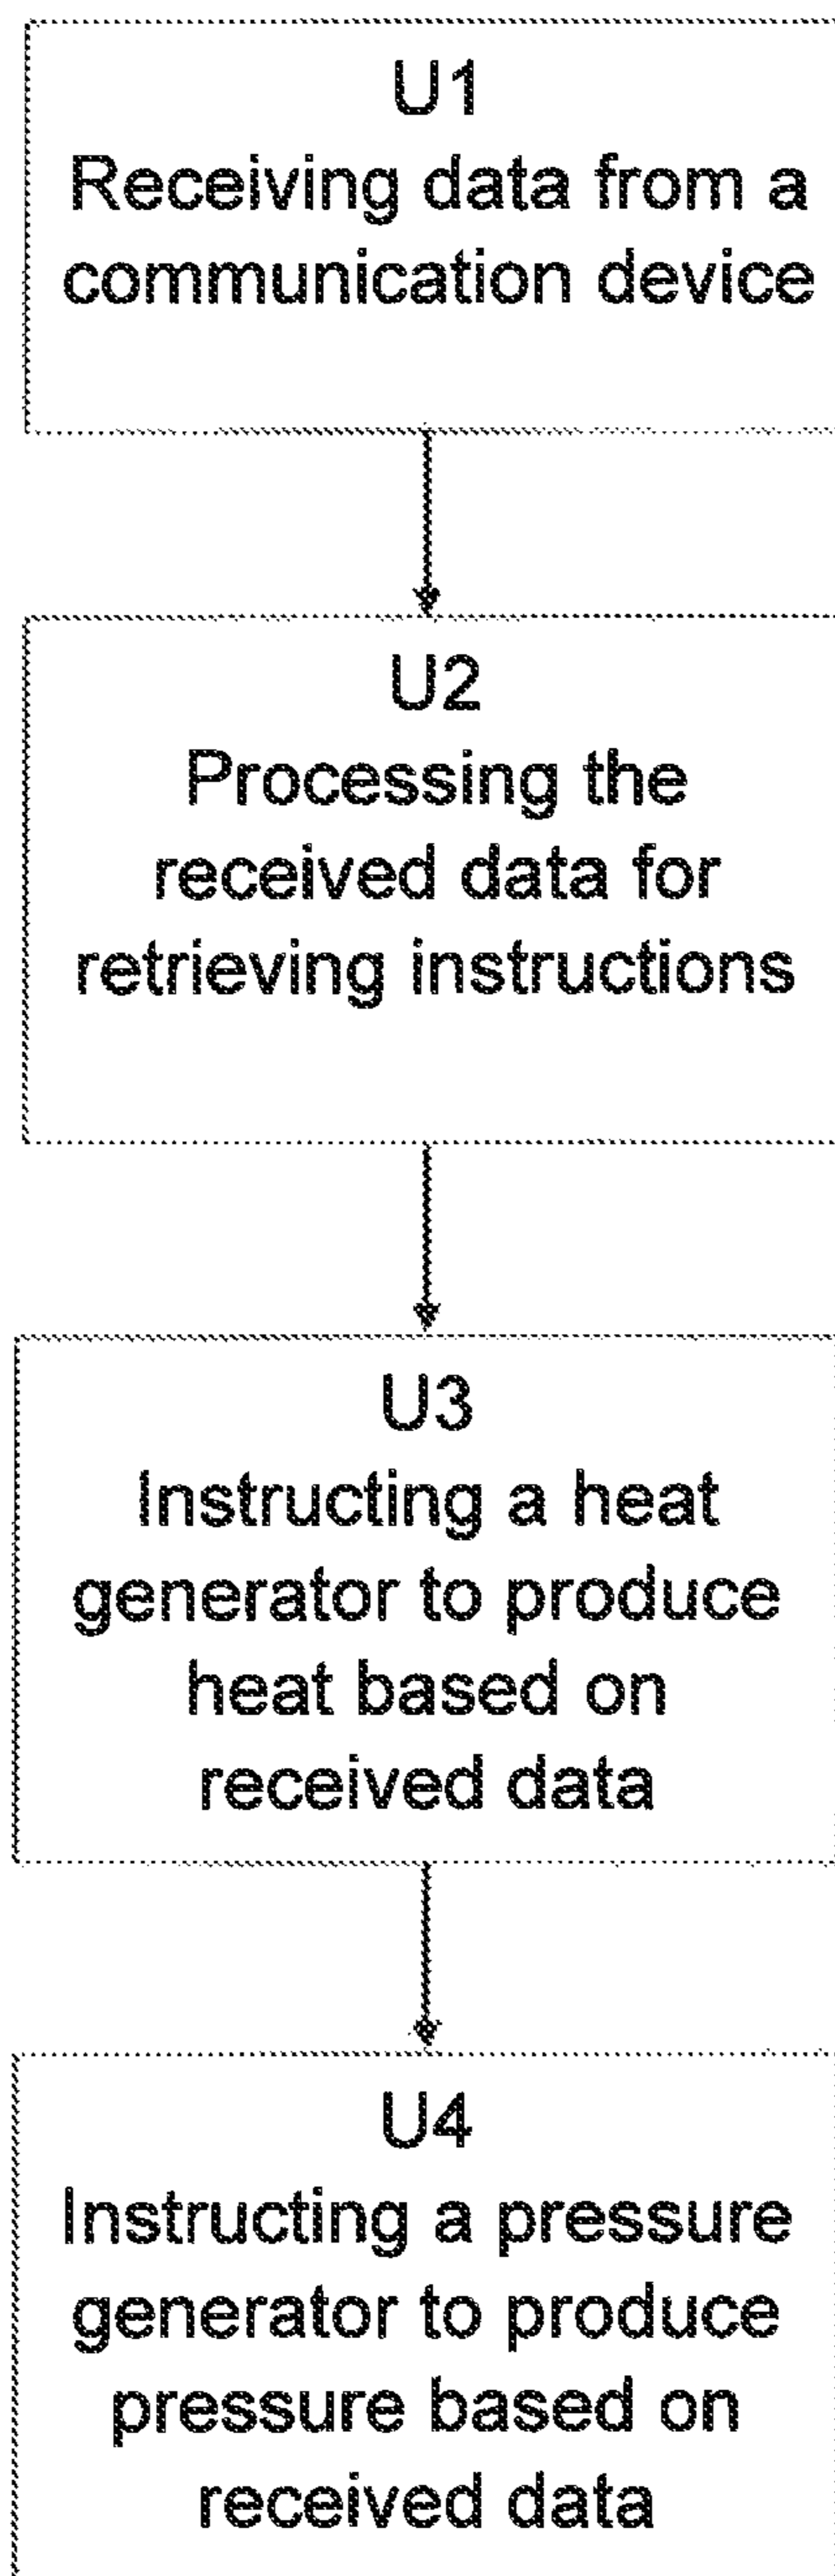 U1
Receiving data from a
communication device
U2
Processing the
received data for
retrieving instructions
U3
Instructing a heat
generator to produce
heat based on
received data
U4
Instructing a pressure
generator to produce
pressure based on
received data